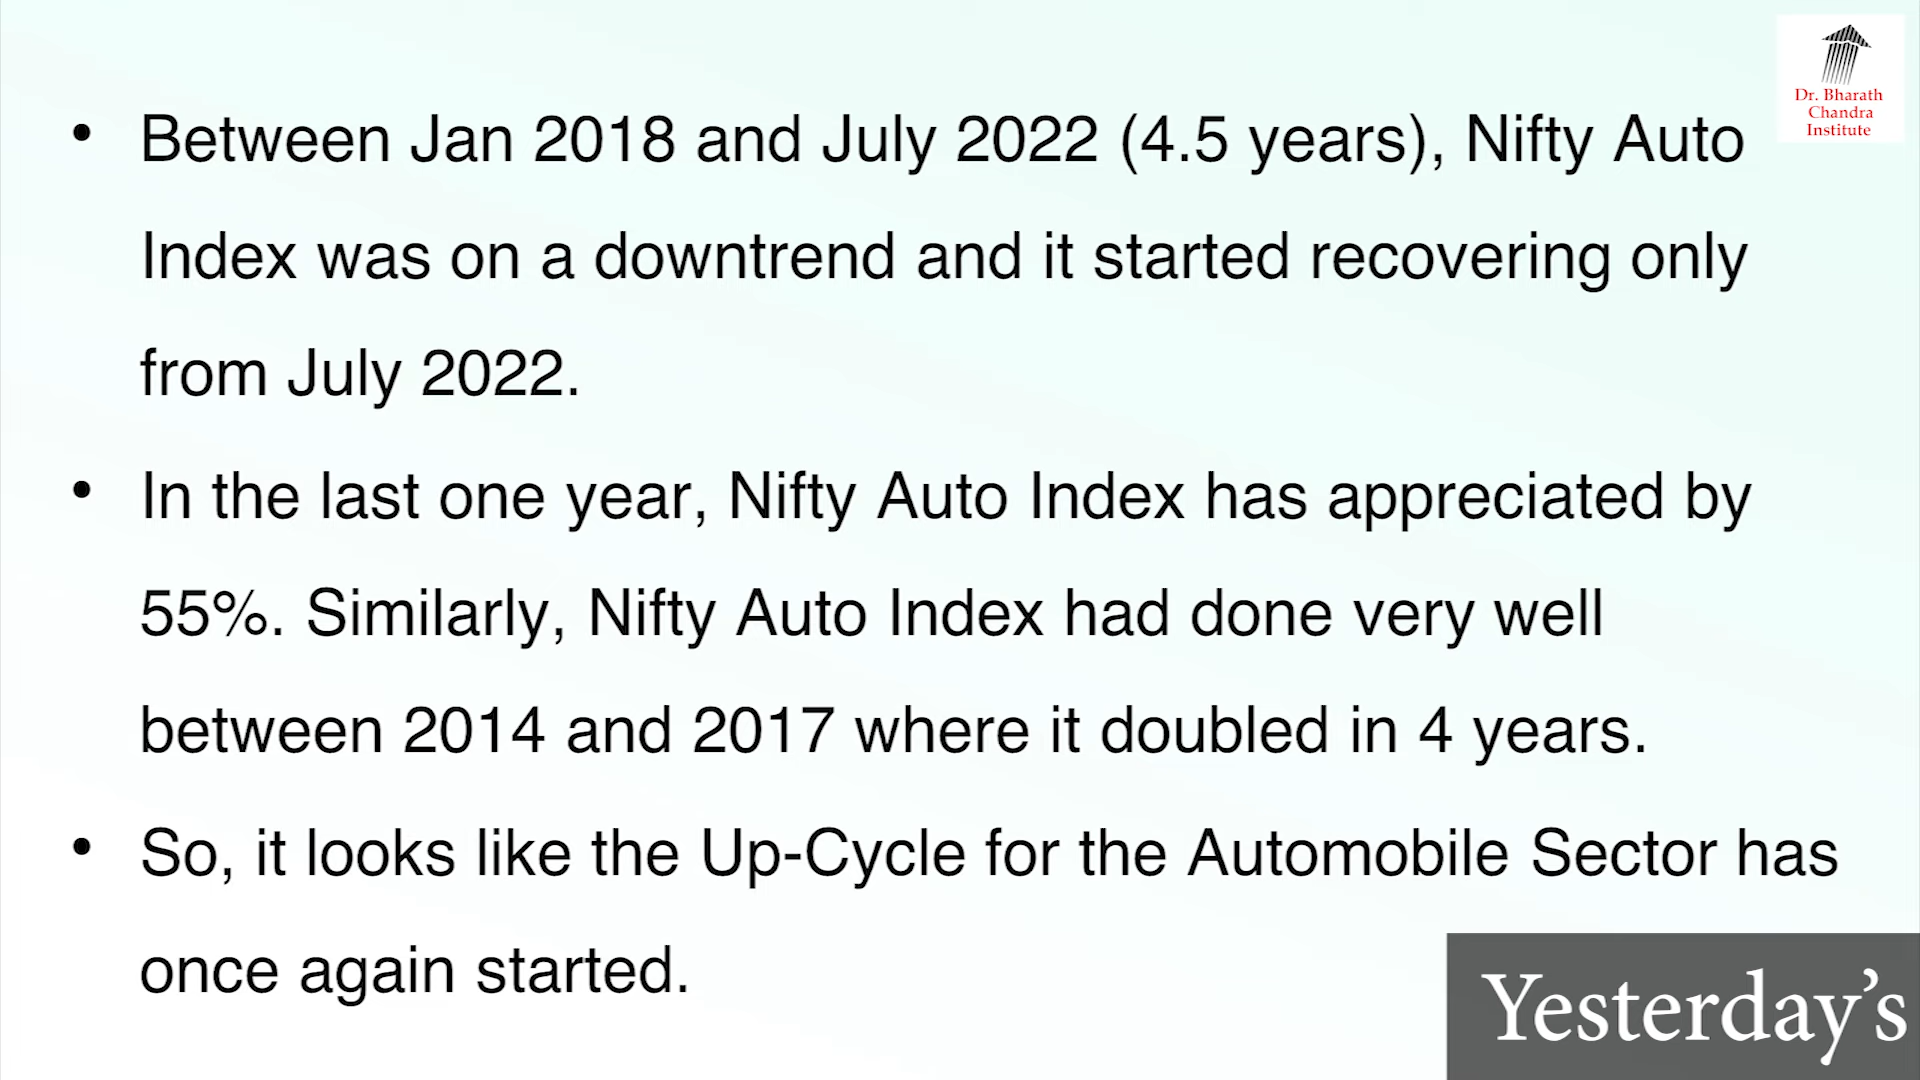 Dr. Bharath
Chandra
Institute
• Between Jan 2018 and July 2022 (4.5 years), Nifty Auto
Index was on a downtrend and it started recovering only
from July 2022.
• In the last one year, Nifty Auto Index has appreciated by
55%. Similarly, Nifty Auto Index had done very well
between 2014 and 2017 where it doubled in 4 years.
• So, it looks like the Up-Cycle for the Automobile Sector has
once again started.
Yesterday’s